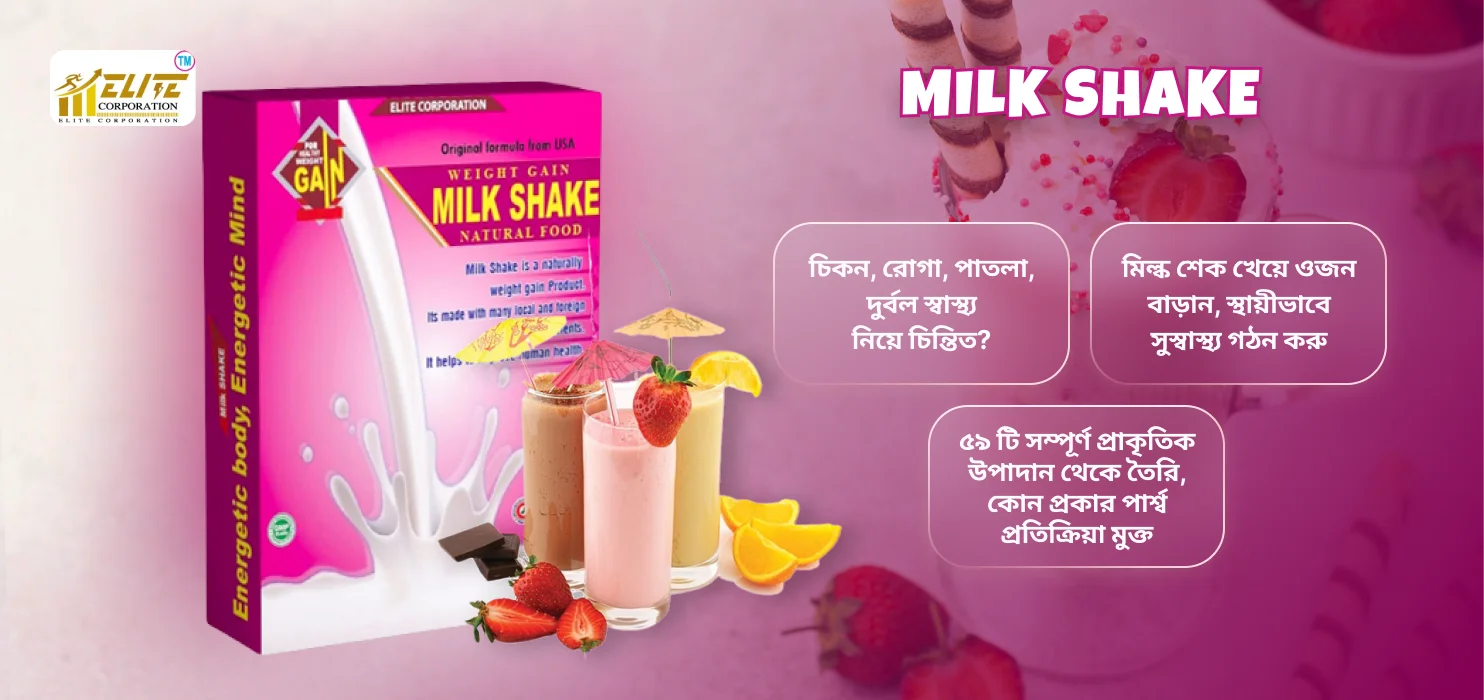 TM
ELITE
CORPORATION
ELITE CORPORATION
ELITE CORPORATION
Original formula from USA
FOR
HEALTHY
WEIGHT
GAIN
WEIGHT GAIN
MILK SHAKE
NATURAL FOOD
Milk Shake is a naturally
weight gain Product.
Its made with many local and foreign
It helps human health
Energetic body, Energetic Mind
MILK SHAKE
MILK SHAKE
চিকন, রোগা, পাতলা,
দুর্বল স্বাস্থ্য
নিয়ে চিন্তিত?
মিল্ক শেক খেয়ে ওজন
বাড়ান, স্থায়ীভাবে
সুস্বাস্থ্য গঠন করু
৫৯ টি সম্পূর্ণ প্রাকৃতিক
উপাদান থেকে তৈরি,
কোন প্রকার পার্শ্ব
প্রতিক্রিয়া মুক্ত